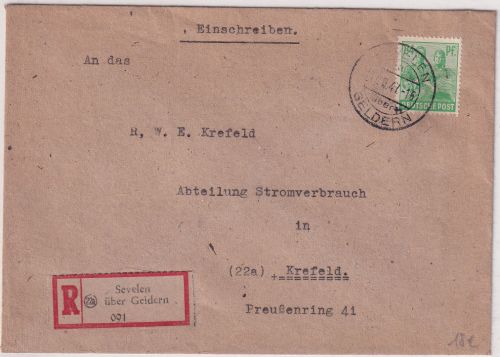 Einschreiben.
PF.
DEUTSCHE POST
GELDERN
An das
R. W. E. Krefeld
Abteilung Stromverbrauch
in
(22a) Krefeld.
Preußenring 41
R
22a
Sevelen
über Geldern
091